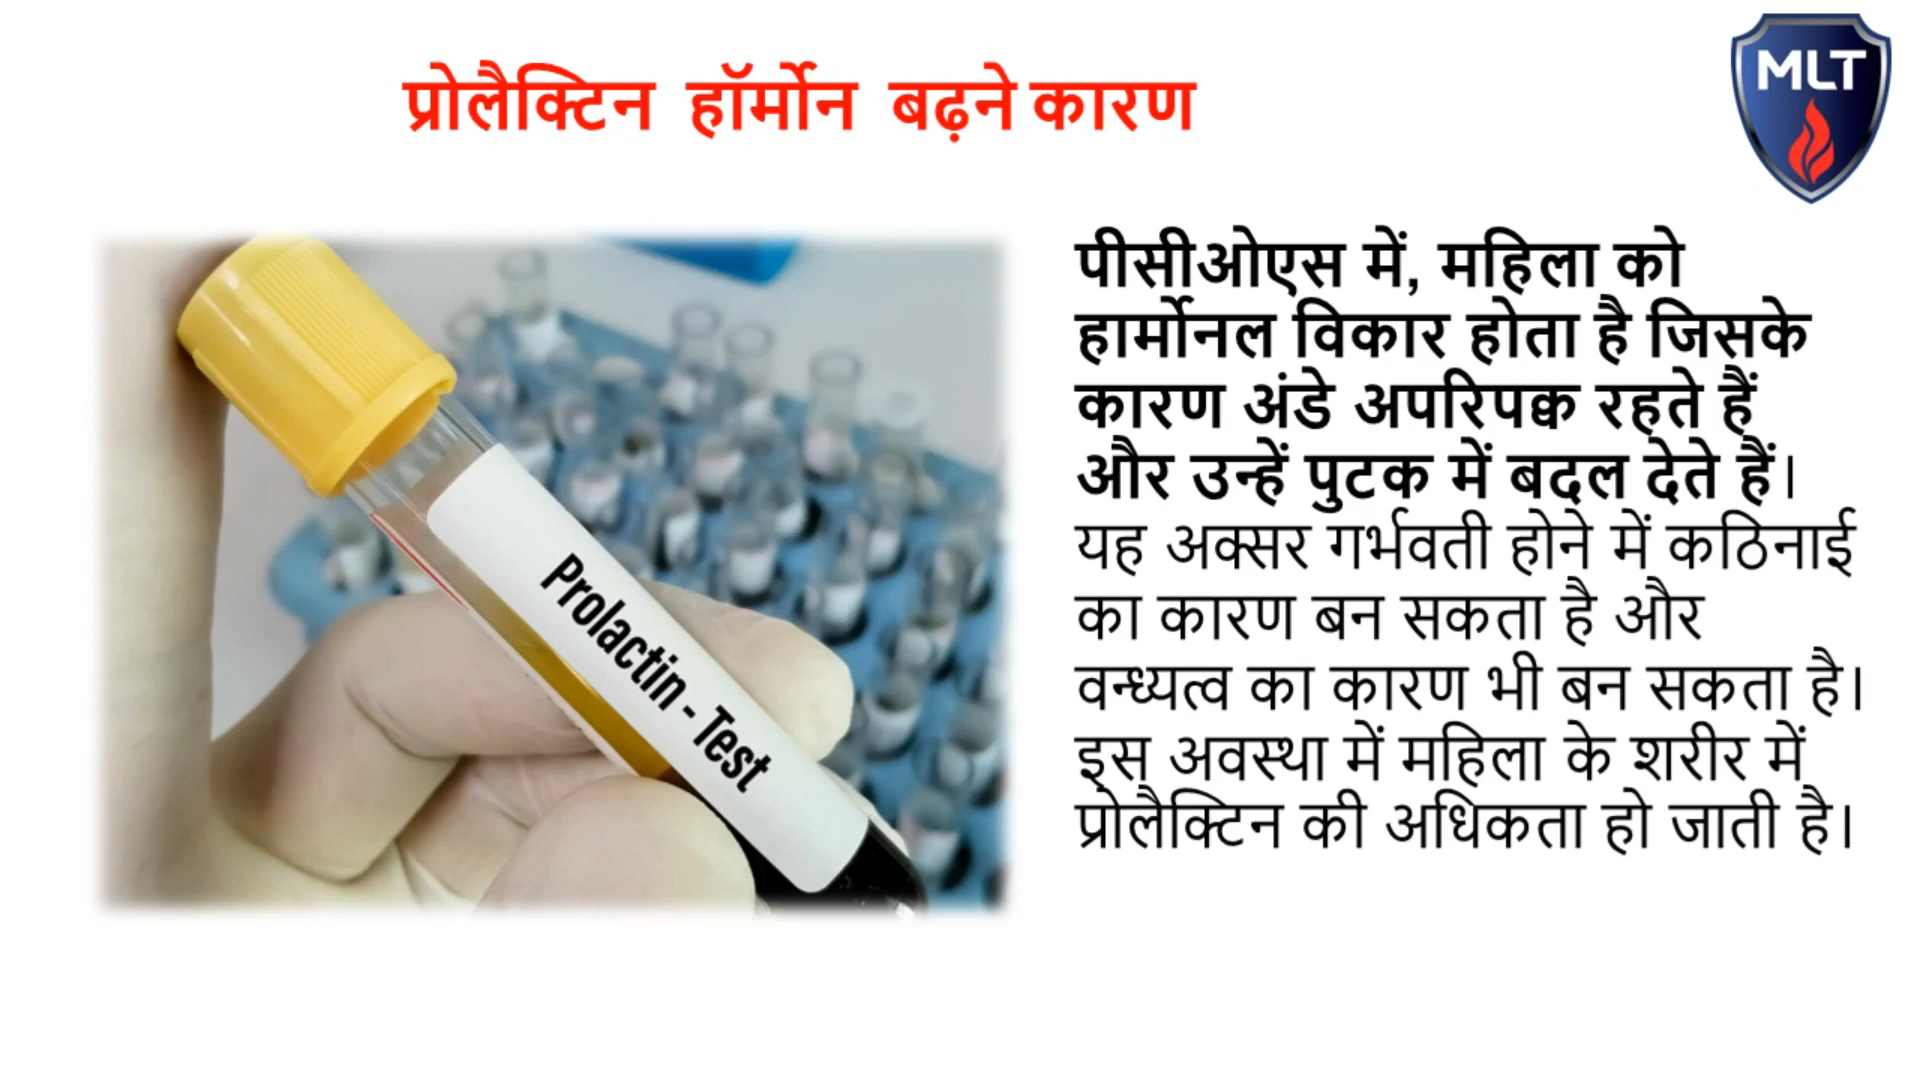 प्रोलैक्टिन हॉर्मोन बढ़ने कारण
MLT
पीसीओएस में, महिला को
हार्मोनल विकार होता है जिसके
कारण अंडे अपरिपक्व रहते हैं
और उन्हें पुटक में बदल देते हैं।
यह अक्सर गर्भवती होने में कठिनाई
का कारण बन सकता है और
वन्ध्यत्व का कारण भी बन सकता है।
इस अवस्था में महिला के शरीर में
प्रोलैक्टिन की अधिकता हो जाती है।
Prolactin - Test